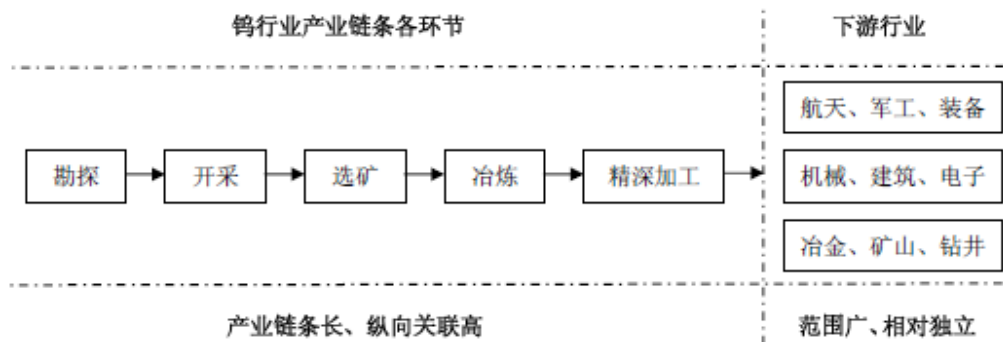 钨行业产业链条各环节
下游行业
航天、军工、装备
勘探
开采
选矿
冶炼
精深加工
机械、建筑、电子
冶金、矿山、钻井
产业链条长、纵向关联高
范围广、相对独立